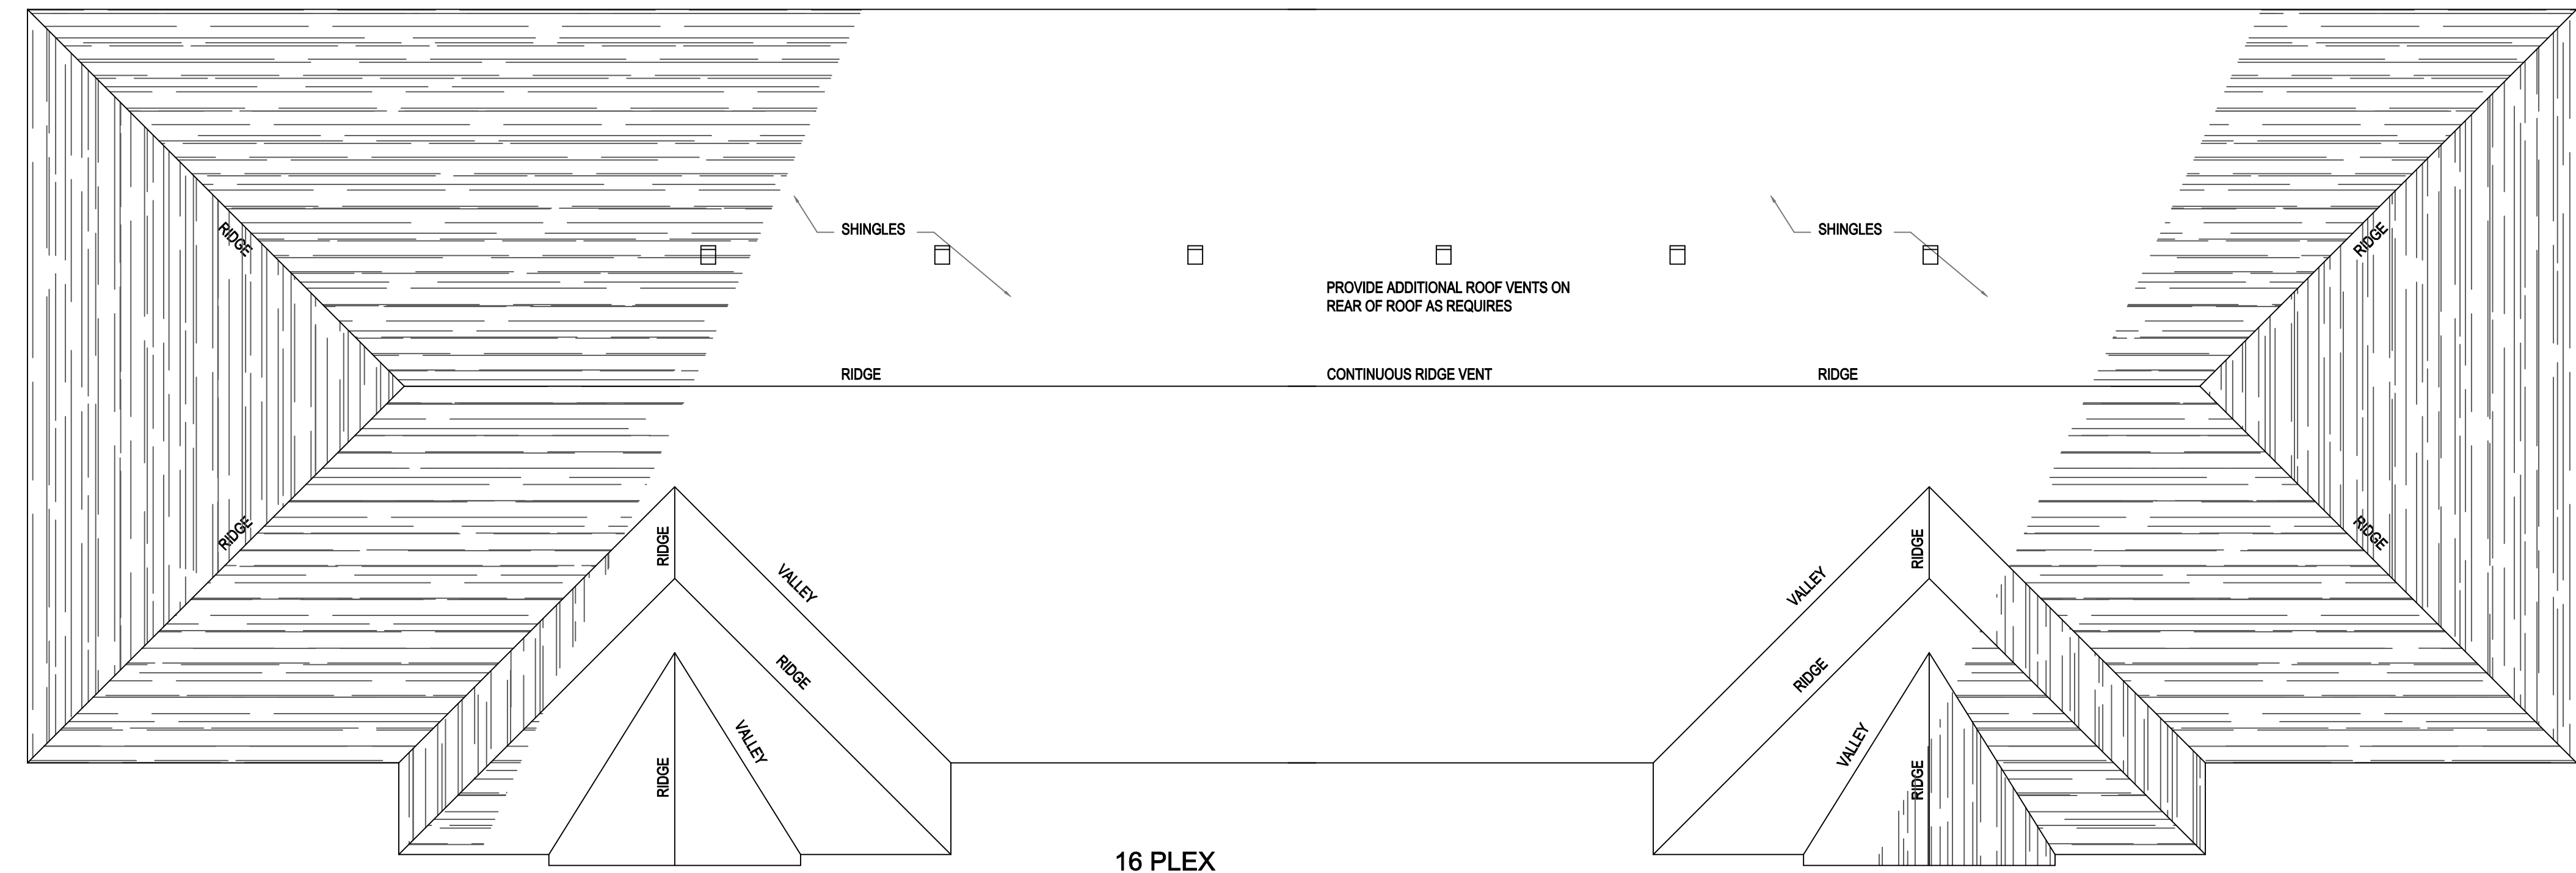 SHINGLES
SHINGLES
RIDGE
RIDGE
PROVIDE ADDITIONAL ROOF VENTS ON
REAR OF ROOF AS REQUIRES
RIDGE
CONTINUOUS RIDGE VENT
RIDGE
RIDGE
RIDGE
RIDGE
RIDGE
VALLEY
VALLEY
RIDGE
RIDGE
VALLEY
VALLEY
RIDGE
RIDGE
16 PLEX